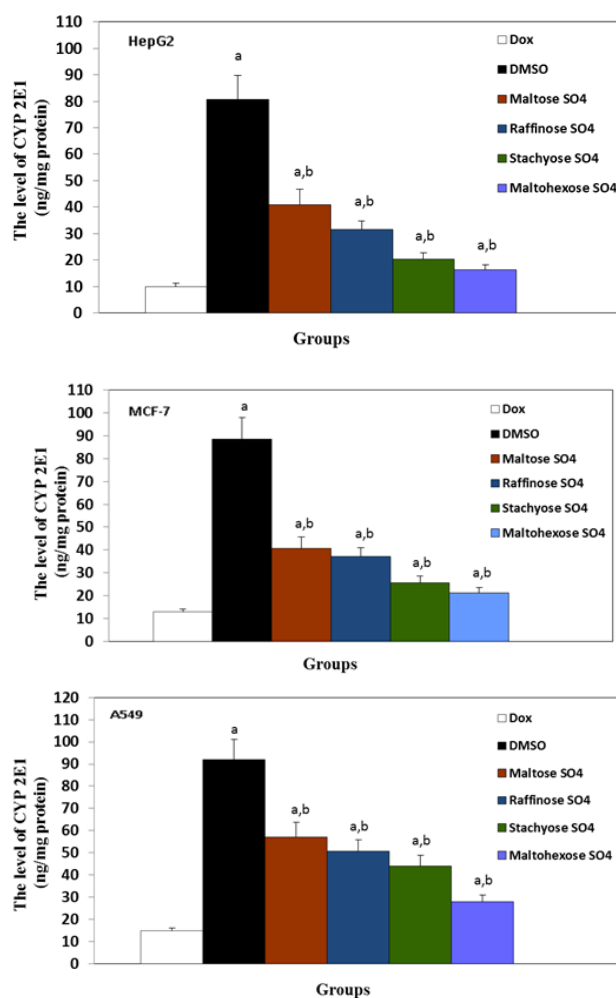 HepG2
The level of CYP 2E1
(ng/mg protein)
110
100
90
80
70
60
50
40
30
20
10
0
a
a,b
a,b
a,b
a,b
Dox
DMSO
Maltose SO4
Raffinose SO4
Stachyose SO4
Maltohexose SO4
Groups
MCF-7
The level of CYP 2E1
(ng/mg protein)
110
100
90
80
70
60
50
40
30
20
10
0
a
a,b
a,b
a,b
a,b
Dox
DMSO
Maltose SO4
Raffinose SO4
Stachyose SO4
Maltohexose SO4
Groups
A549
The level of CYP 2E1
(ng/mg protein)
120
110
100
90
80
70
60
50
40
30
20
10
0
a
a,b
a,b
a,b
a,b
Dox
DMSO
Maltose SO4
Raffinose SO4
Stachyose SO4
Maltohexose SO4
Groups